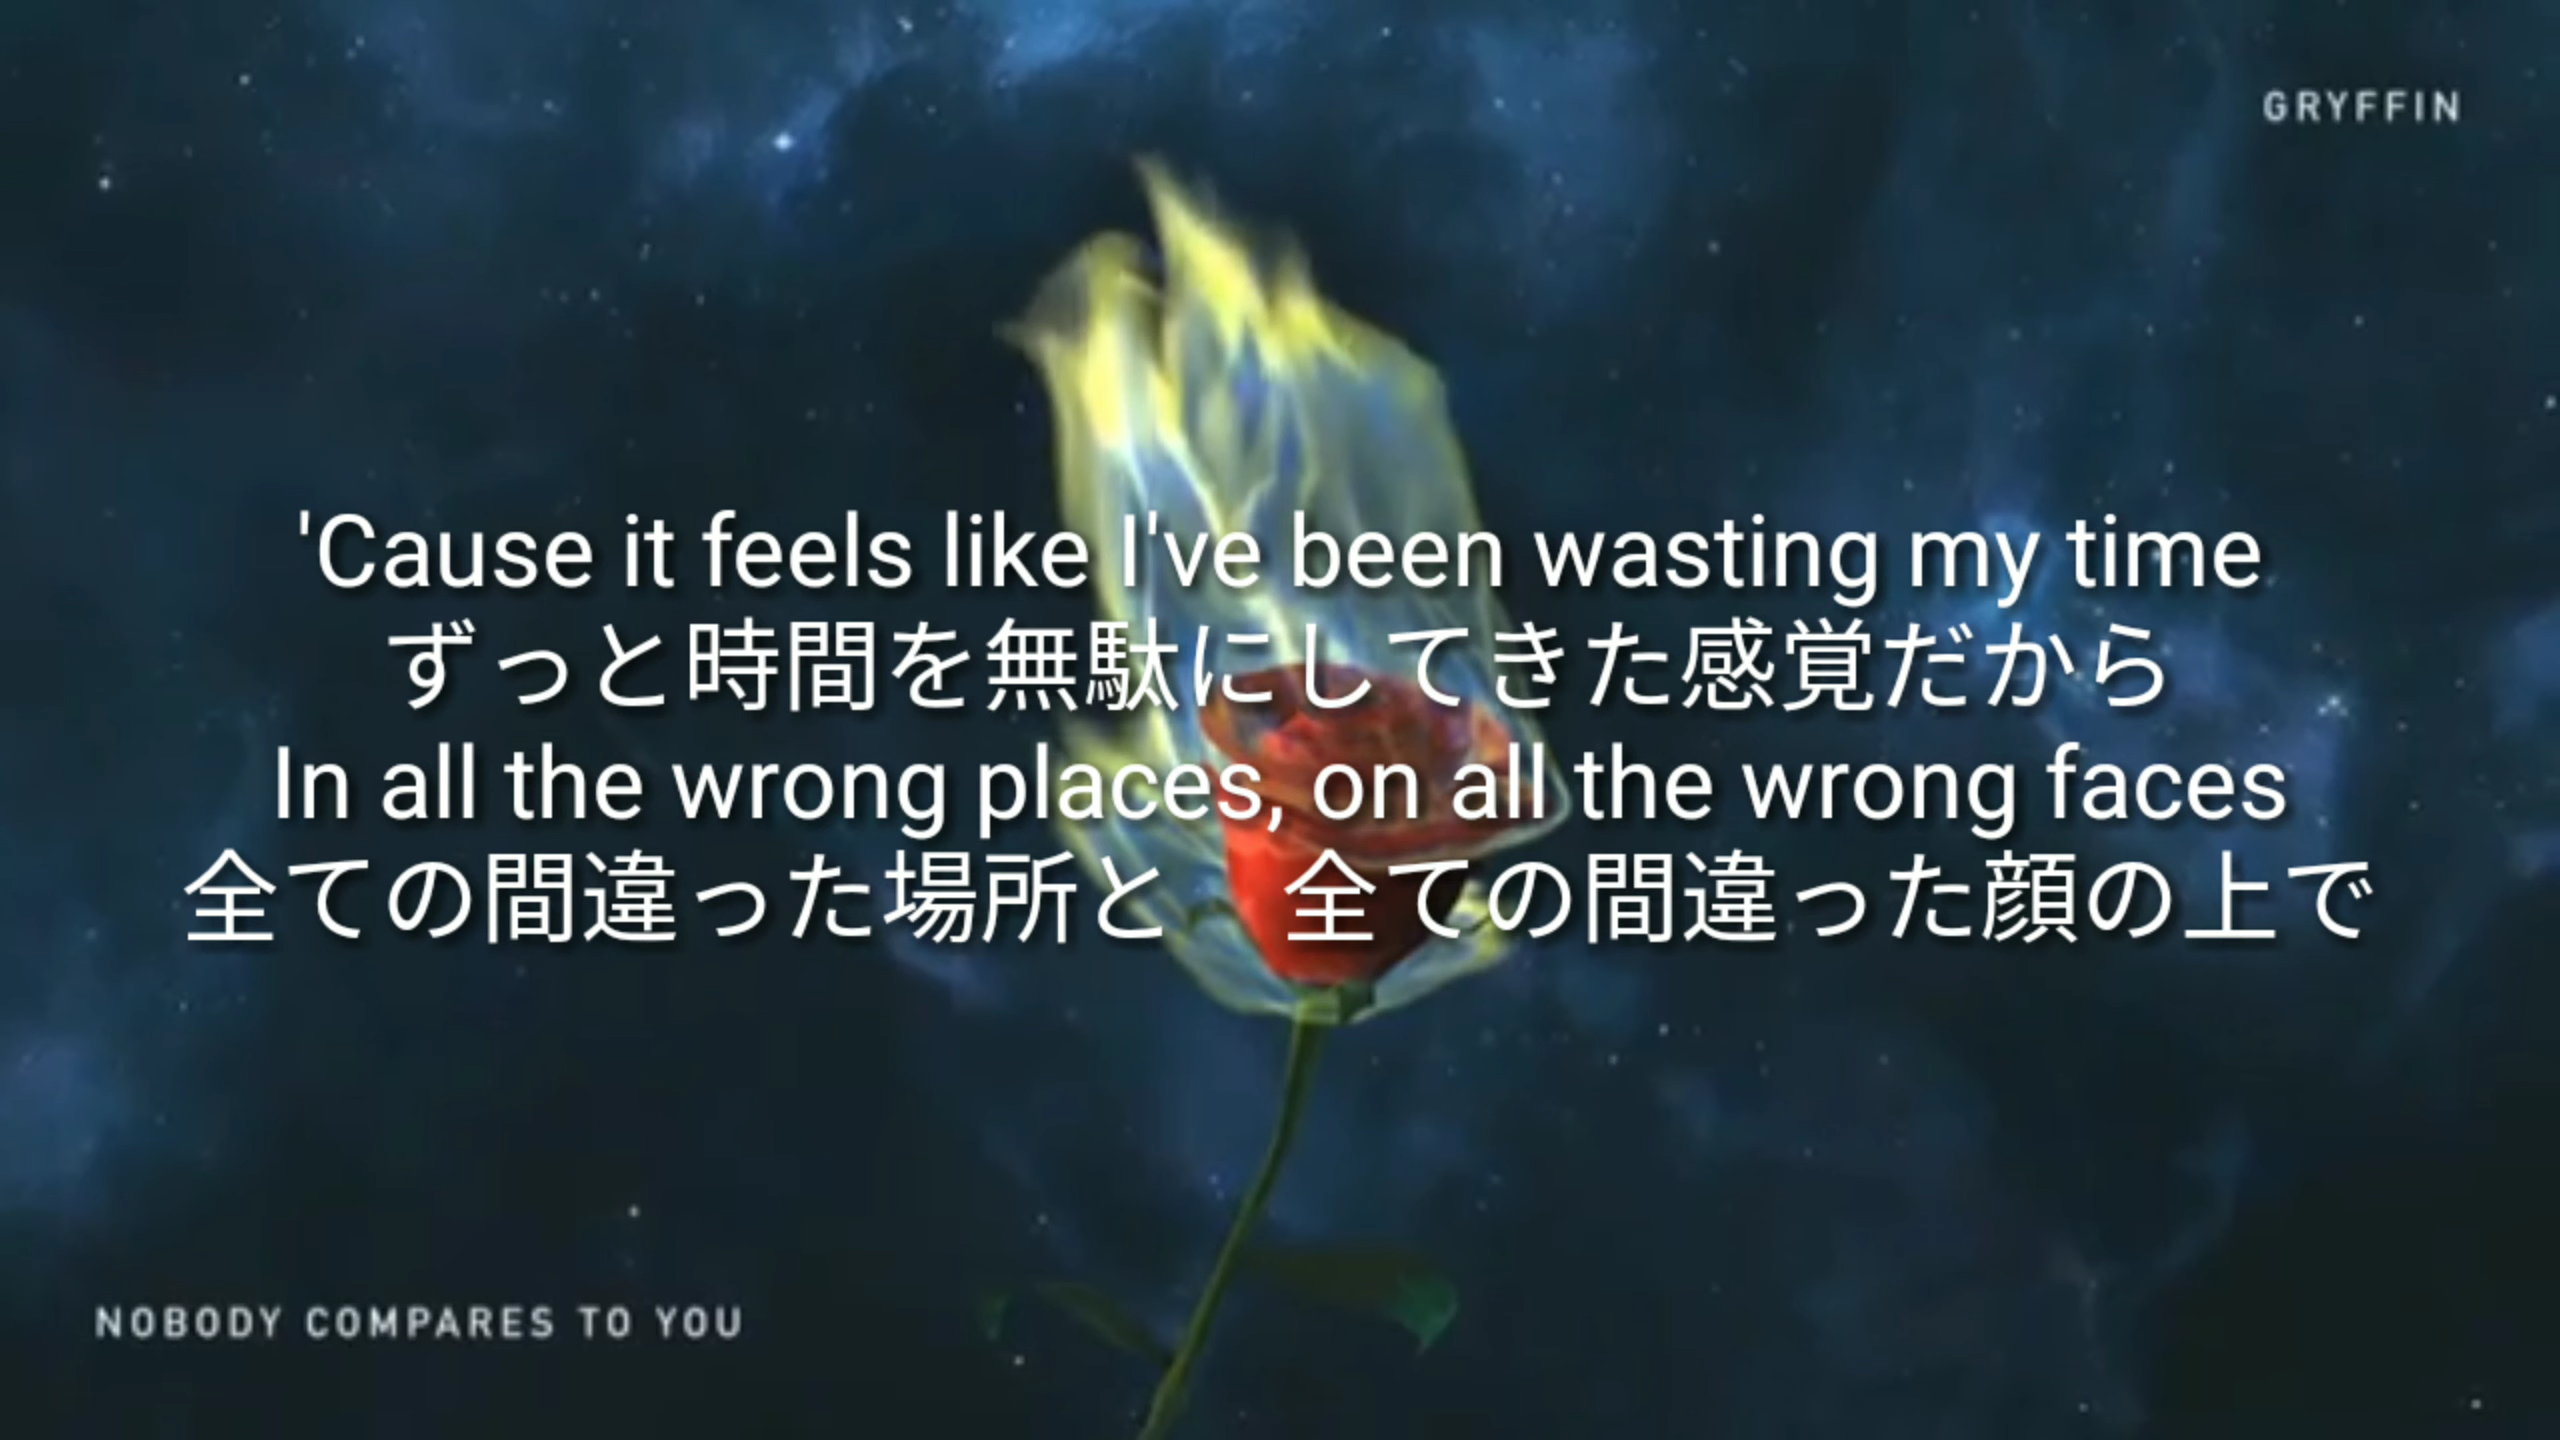 GRYFFIN
'Cause it feels like I've been wasting my time
ずっと時間を無駄にしてきた感覚だから
In all the wrong places, on all the wrong faces
全ての間違った場所と　全ての間違った顔の上で
NOBODY COMPARES TO YOU